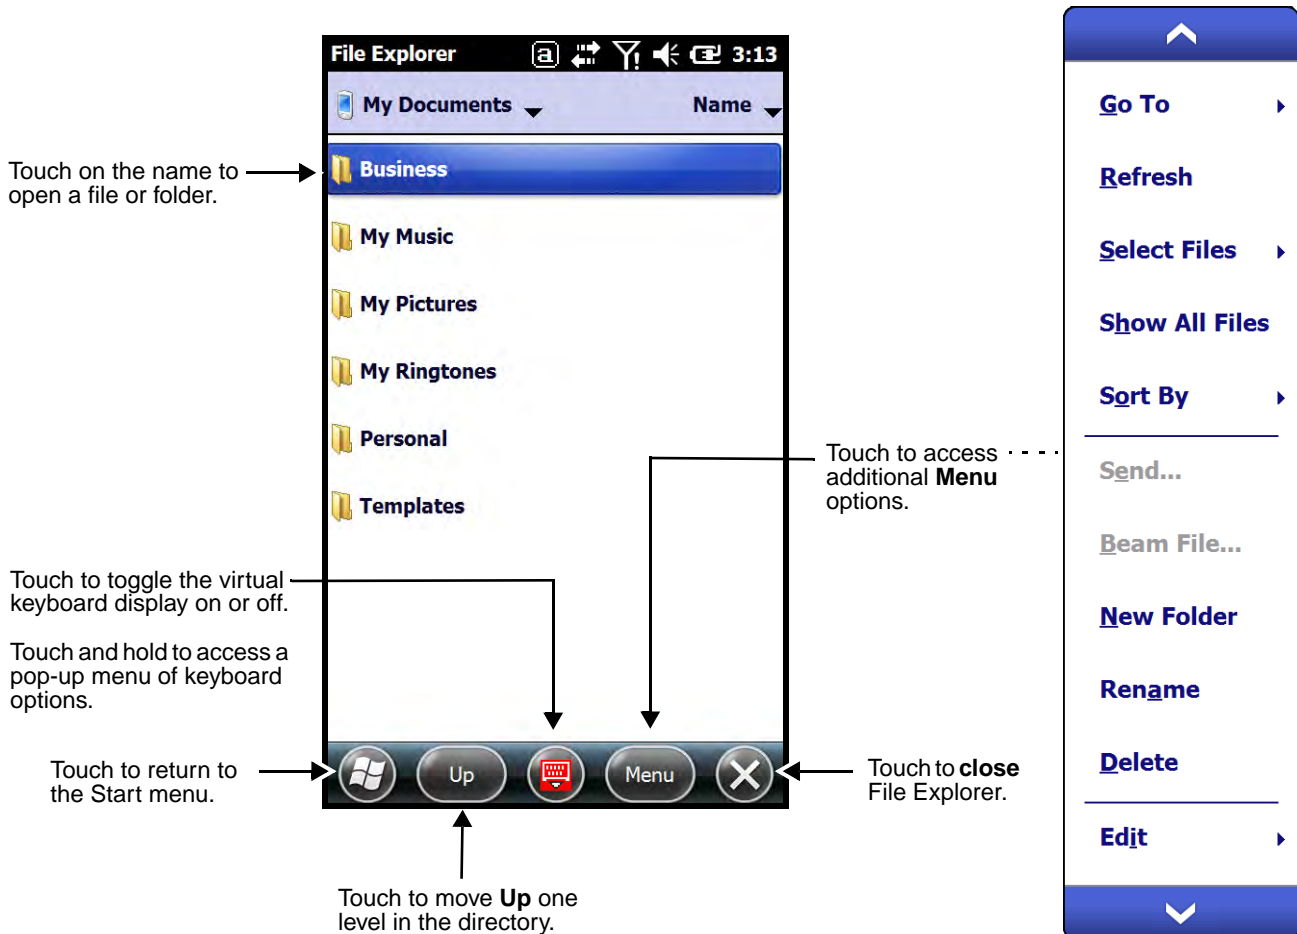 File Explorer a 3:13
My Documents Name
Business
My Music
My Pictures
My Ringtones
Personal
Templates
Up Menu
Touch on the name to
open a file or folder.
Touch to toggle the virtual
keyboard display on or off.
Touch and hold to access a
pop-up menu of keyboard
options.
Touch to return to
the Start menu.
Touch to move Up one
level in the directory.
Touch to access
additional Menu
options.
Touch to close
File Explorer.
Go To
Refresh
Select Files
Show All Files
Sort By
Send...
Beam File...
New Folder
Rename
Delete
Edit